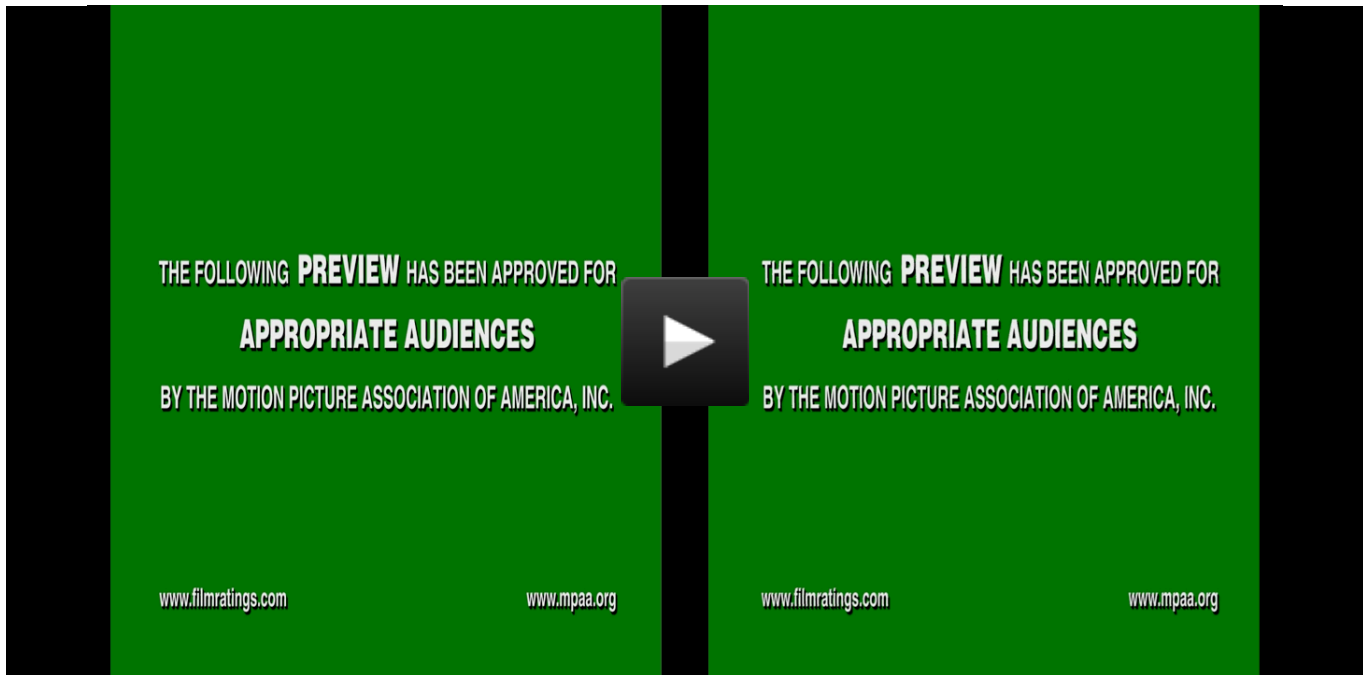 THE FOLLOWING PREVIEW HAS BEEN APPROVED FOR
APPROPRIATE AUDIENCES
BY THE MOTION PICTURE ASSOCIATION OF AMERICA, INC.
www.filmratings.com
www.mpaa.org
THE FOLLOWING PREVIEW HAS BEEN APPROVED FOR
APPROPRIATE AUDIENCES
BY THE MOTION PICTURE ASSOCIATION OF AMERICA, INC.
www.filmratings.com
www.mpaa.org